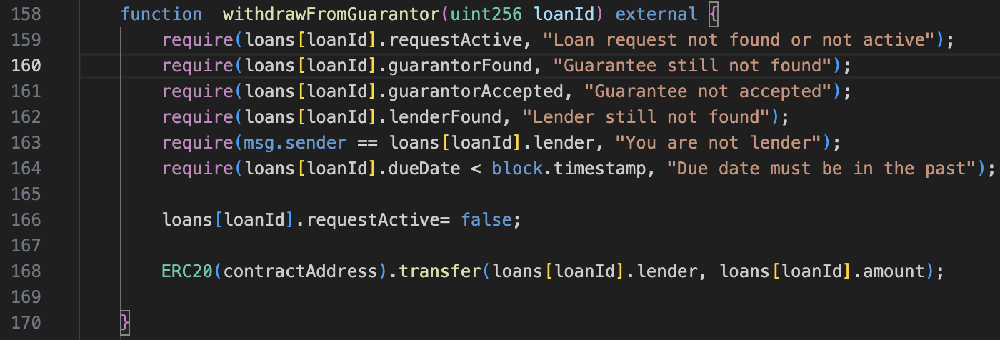 158 function withdrawFromGuarantor(uint256 loanId) external {
159 require(loans[loanId].requestActive, "Loan request not found or not active");
160 require(loans[loanId].guarantorFound, "Guarantee still not found");
161 require(loans[loanId].guarantorAccepted, "Guarantee not accepted");
162 require(loans[loanId].lenderFound, "Lender still not found");
163 require(msg.sender == loans[loanId].lender, "You are not lender");
164 require(loans[loanId].dueDate < block.timestamp, "Due date must be in the past");
165
166 loans[loanId].requestActive= false;
167
168 ERC20(contractAddress).transfer(loans[loanId].lender, loans[loanId].amount);
169
170 }